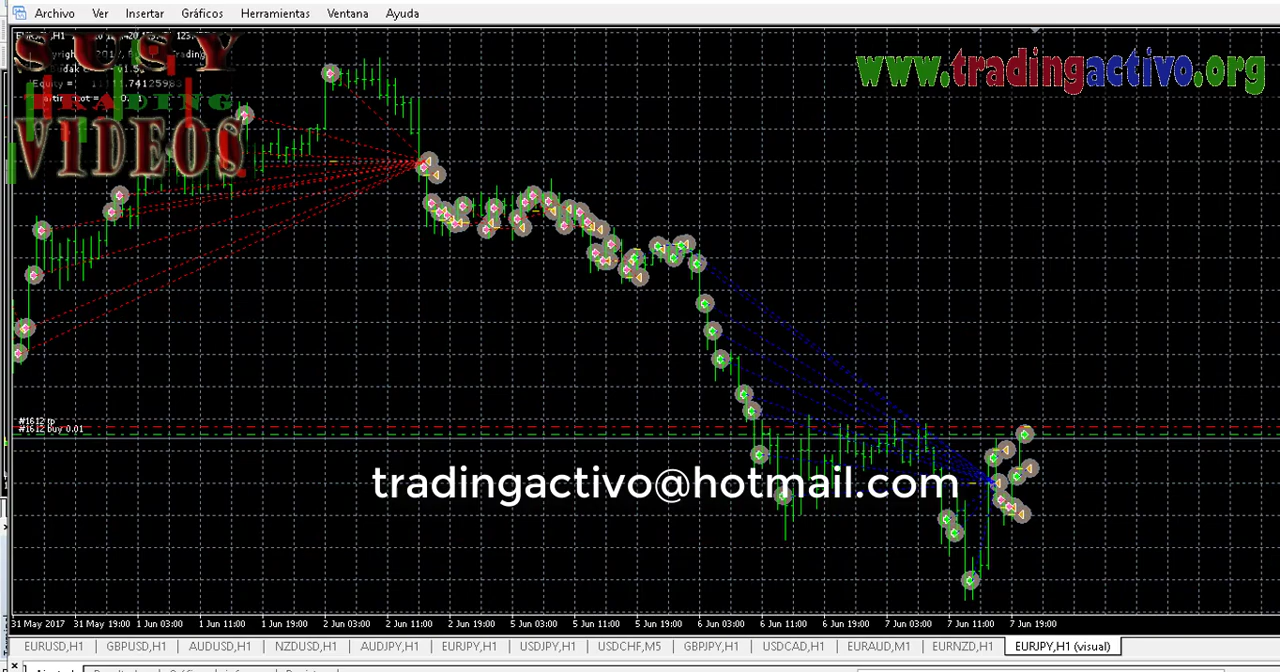 Archivo Ver Insertar Gráficos Herramientas Ventana Ayuda
SUSY
TRADING
VIDEOS
www.tradingactivo.org
#1612 tp
#1612 buy 0.01
tradingactivo@hotmail.com
31 May 2017 31 May 19:00 1 Jun 03:00 1 Jun 11:00 1 Jun 19:00 2 Jun 03:00 2 Jun 11:00 2 Jun 19:00 5 Jun 03:00 5 Jun 11:00 5 Jun 19:00 6 Jun 03:00 6 Jun 11:00 6 Jun 19:00 7 Jun 03:00 7 Jun 11:00 7 Jun 19:00
EURUSD,H1 GBPUSD,H1 AUDUSD,H1 NZDUSD,H1 AUDJPY,H1 EURJPY,H1 USDJPY,H1 USDCHF,M5 GBPJPY,H1 USDCAD,H1 EURAUD,M1 EURNZD,H1 EURJPY,H1 (visual)